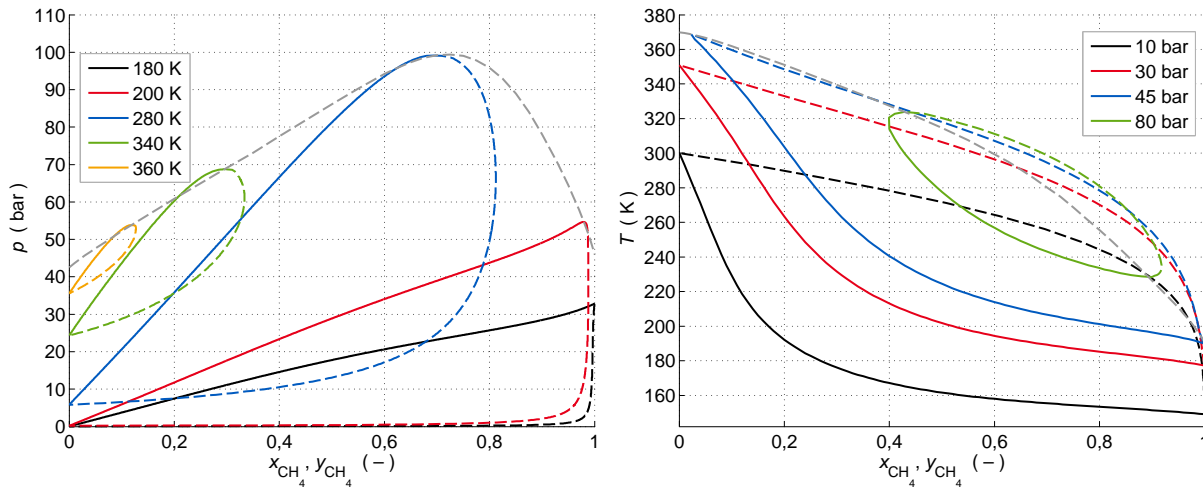 110
100
90
80
70
60
50
40
30
20
10
0
p (bar)
180 K
200 K
280 K
340 K
360 K
0
0,2
0,4
0,6
0,8
1
x_CH4 , y_CH4 (−)
380
360
340
320
300
280
260
240
220
200
180
160
T (K)
10 bar
30 bar
45 bar
80 bar
0
0,2
0,4
0,6
0,8
1
x_CH4 , y_CH4 (−)